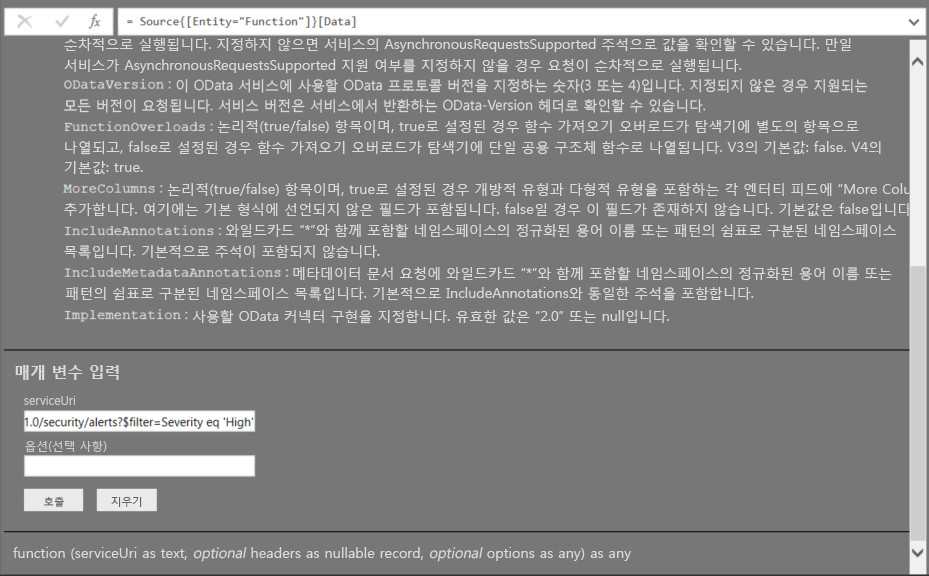 fx = Source{[Entity="Function"]}[Data]
순차적으로 실행됩니다. 지정하지 않으면 서비스의 AsynchronousRequestsSupported 주석으로 값을 확인할 수 있습니다. 만일
서비스가 AsynchronousRequestsSupported 지원 여부를 지정하지 않을 경우 요청이 순차적으로 실행됩니다.
ODataVersion : 이 OData 서비스에 사용할 OData 프로토콜 버전을 지정하는 숫자(3 또는 4)입니다. 지정되지 않은 경우 지원되는
모든 버전이 요청됩니다. 서비스 버전은 서비스에서 반환하는 OData-Version 헤더로 확인할 수 있습니다.
FunctionOverloads : 논리적(true/false) 항목이며, true로 설정된 경우 함수 가져오기 오버로드가 탐색기에 별도의 항목으로
나열되고, false로 설정된 경우 함수 가져오기 오버로드가 탐색기에 단일 공용 구조체 함수로 나열됩니다. V3의 기본값: false. V4의
기본값: true.
MoreColumns : 논리적(true/false) 항목이며, true로 설정된 경우 개방적 유형과 다형적 유형을 포함하는 각 엔터티 피드에 “More Colu
추가합니다. 여기에는 기본 형식에 선언되지 않은 필드가 포함됩니다. false일 경우 이 필드가 존재하지 않습니다. 기본값은 false입니다
IncludeAnnotations : 와일드카드 “*”와 함께 포함할 네임스페이스의 정규화된 용어 이름 또는 패턴의 쉼표로 구분된 네임스페이스
목록입니다. 기본적으로 주석이 포함되지 않습니다.
IncludeMetadataAnnotations : 메타데이터 문서 요청에 와일드카드 “*”와 함께 포함할 네임스페이스의 정규화된 용어 이름 또는
패턴의 쉼표로 구분된 네임스페이스 목록입니다. 기본적으로 IncludeAnnotations와 동일한 주석을 포함합니다.
Implementation : 사용할 OData 커넥터 구현을 지정합니다. 유효한 값은 “2.0” 또는 null입니다.
매개 변수 입력
serviceUri
1.0/security/alerts?$filter=Severity eq 'High'
옵션(선택 사항)
호출 지우기
function (serviceUri as text, optional headers as nullable record, optional options as any) as any